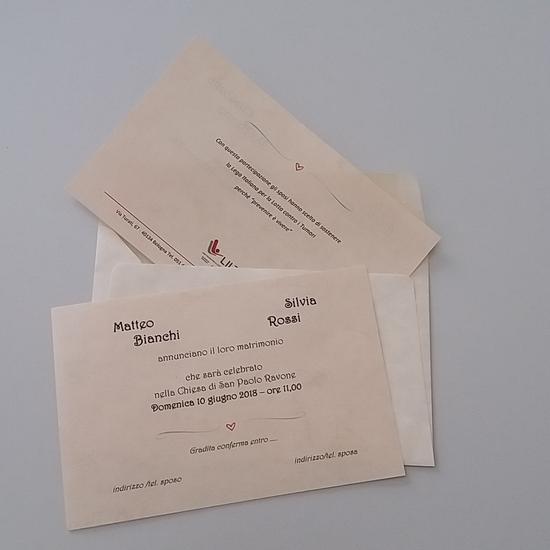 Con questa partecipazione gli sposi hanno scelto di sostenere
la Lega Italiana per la Lotta contro i Tumori
perché "prevenire è vivere"
Via Turati, 67 - 40134 Bologna Tel. 051
Matteo
Bianchi
Silvia
Rossi
annunciano il loro matrimonio
che sarà celebrato
nella Chiesa di San Paolo Ravone
Domenica 10 giugno 2018 – ore 11,00
Gradita conferma entro ....
indirizzo /tel. sposo
indirizzo/tel. sposa